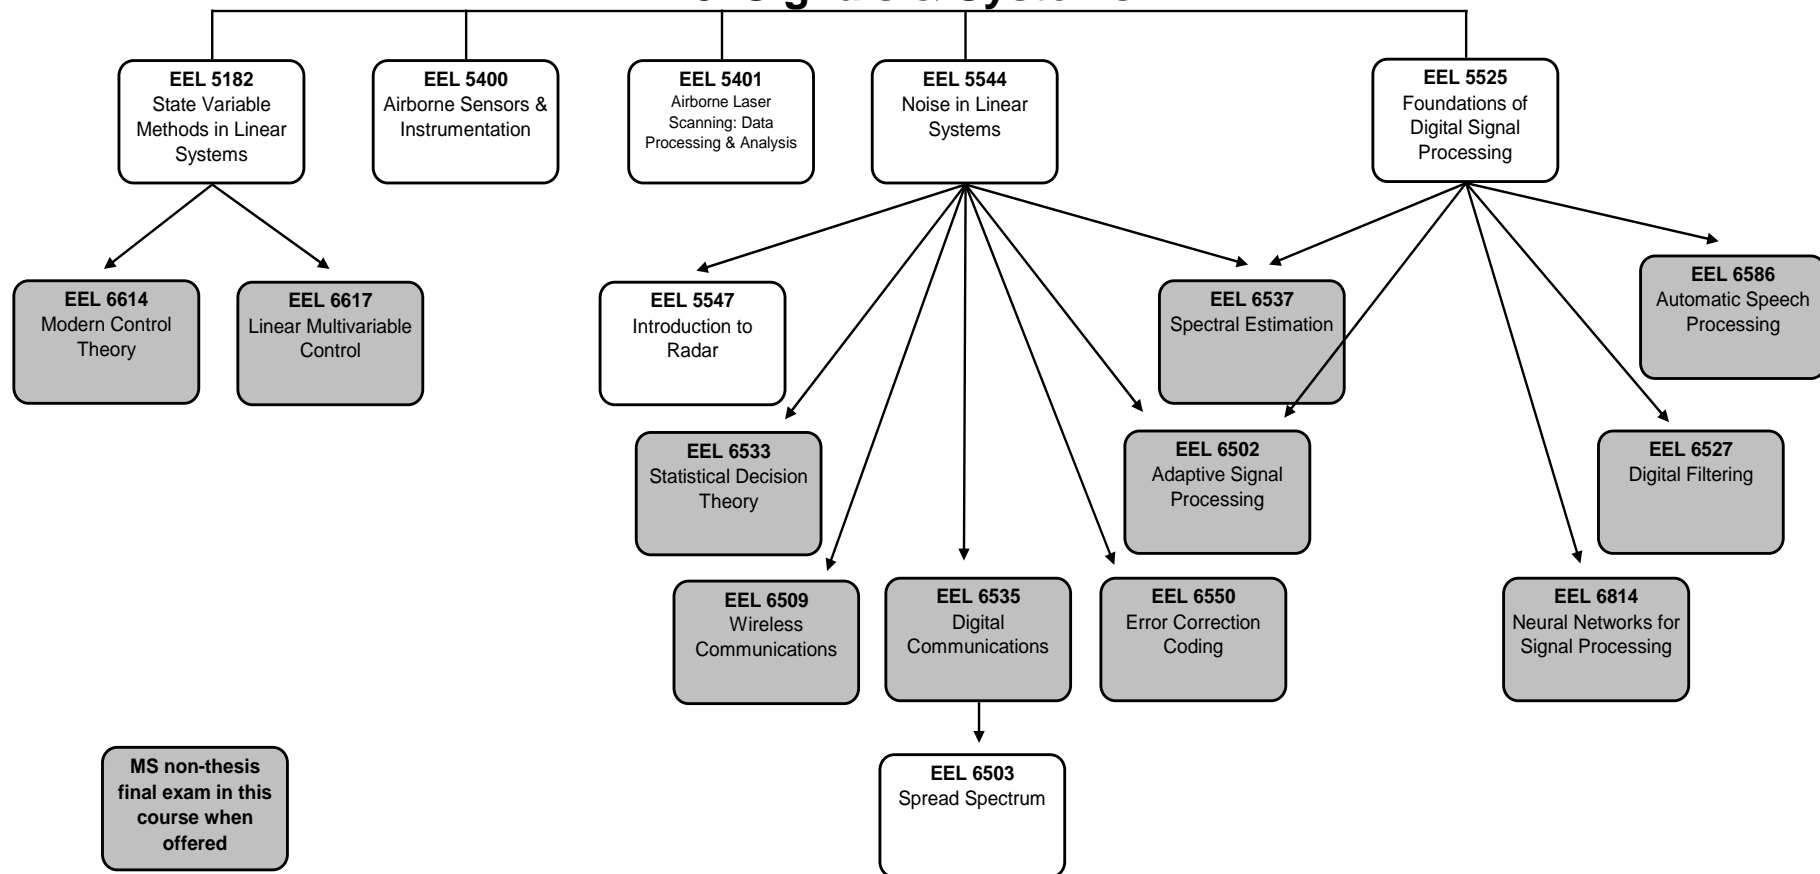 EEL 5182
State Variable
Methods in Linear
Systems
EEL 5400
Airborne Sensors &
Instrumentation
EEL 5401
Airborne Laser
Scanning: Data
Processing & Analysis
EEL 5544
Noise in Linear
Systems
EEL 5525
Foundations of
Digital Signal
Processing
EEL 6614
Modern Control
Theory
EEL 6617
Linear Multivariable
Control
EEL 5547
Introduction to
Radar
EEL 6537
Spectral Estimation
EEL 6586
Automatic Speech
Processing
EEL 6533
Statistical Decision
Theory
EEL 6502
Adaptive Signal
Processing
EEL 6527
Digital Filtering
EEL 6509
Wireless
Communications
EEL 6535
Digital
Communications
EEL 6550
Error Correction
Coding
EEL 6814
Neural Networks for
Signal Processing
MS non-thesis
final exam in this
course when
offered
EEL 6503
Spread Spectrum